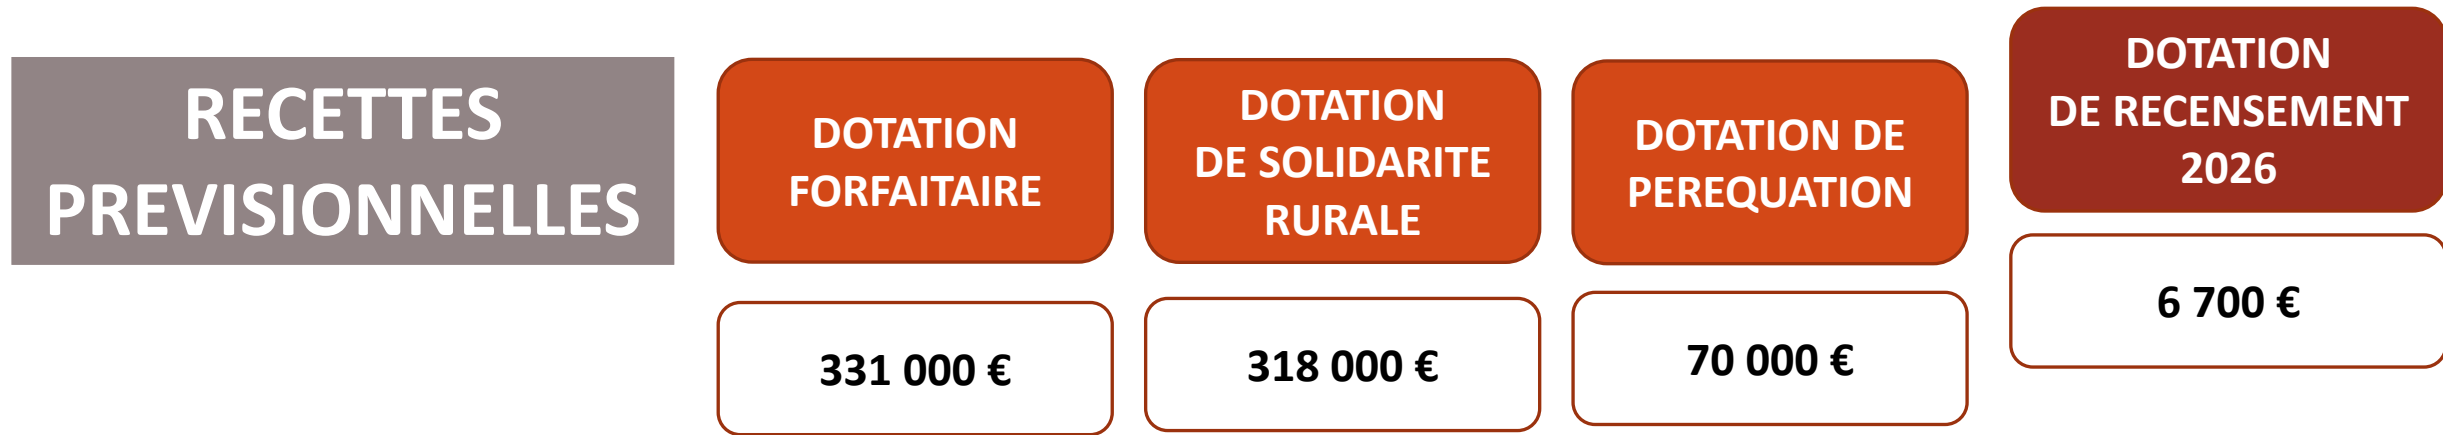 RECETTES
PREVISIONNELLES
DOTATION
FORFAITAIRE
331 000 €
DOTATION
DE SOLIDARITE
RURALE
318 000 €
DOTATION DE
PEREQUATION
70 000 €
DOTATION
DE RECENSEMENT
2026
6 700 €